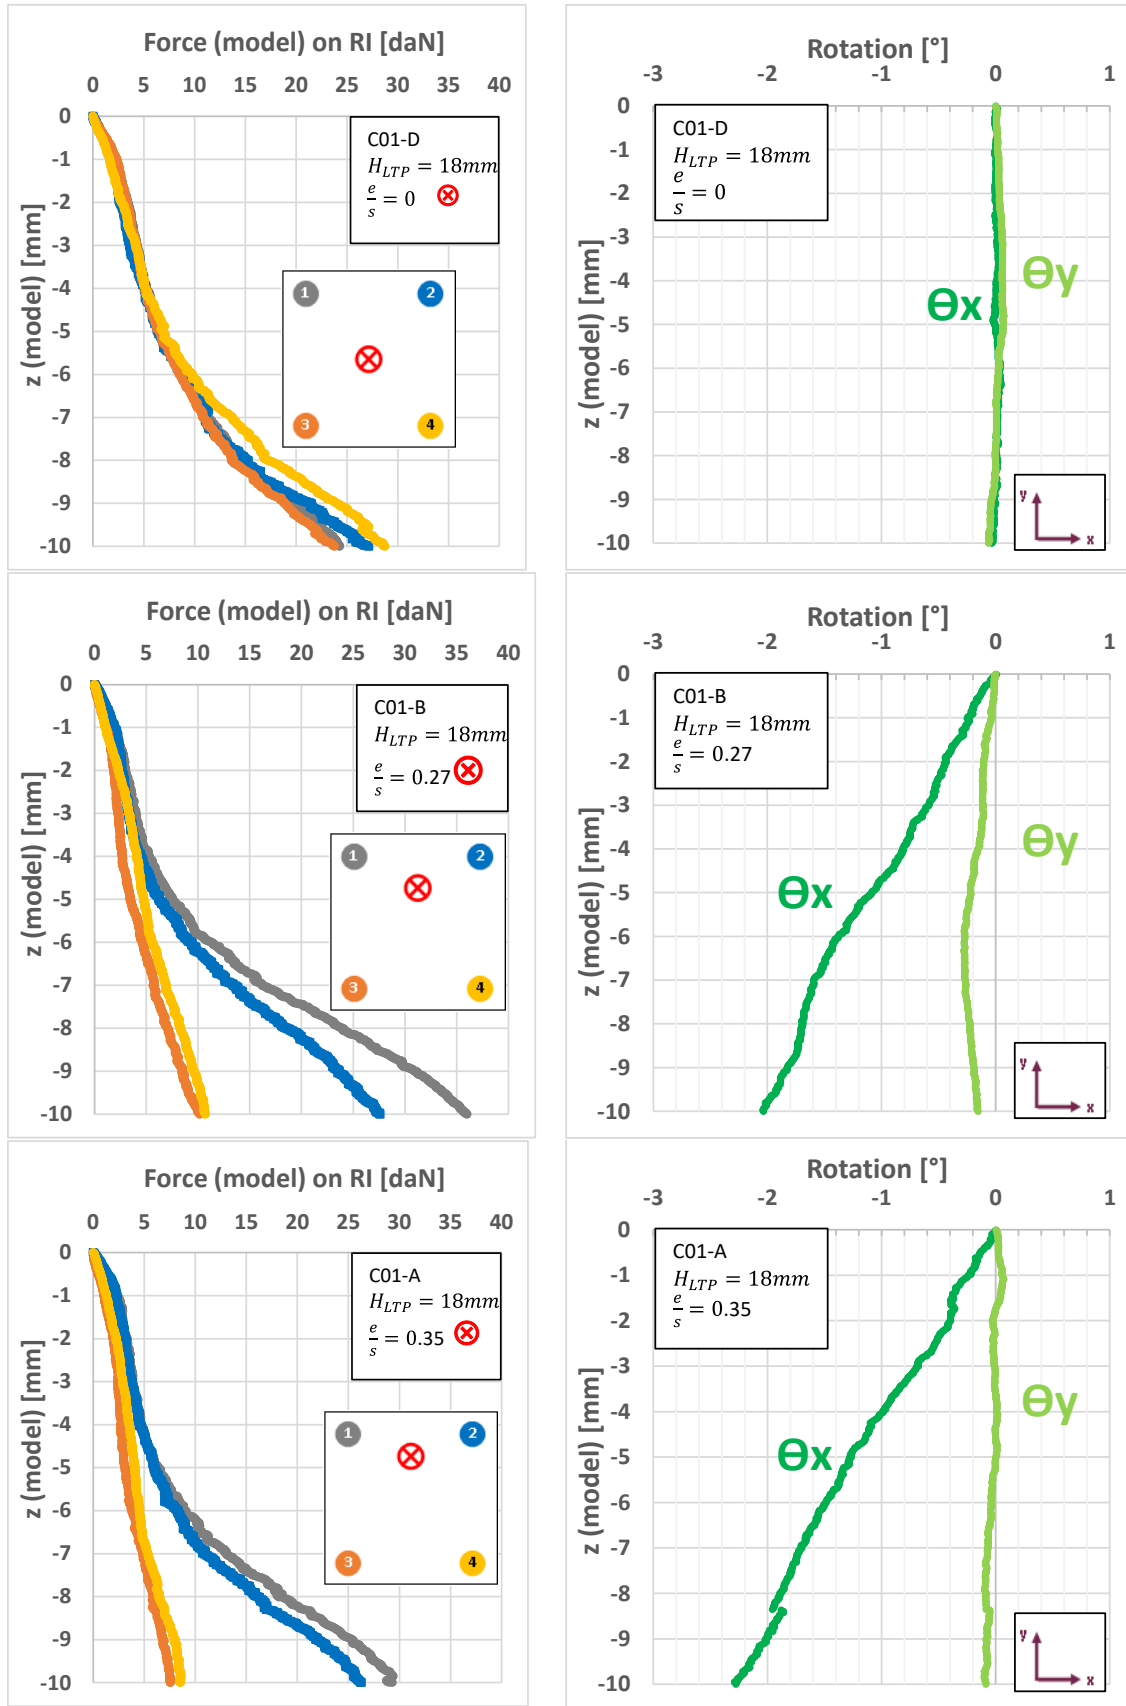 Force (model) on RI [daN]
0 5 10 15 20 25 30 35 40
z (model) [mm]
0
-1
-2
-3
-4
-5
-6
-7
-8
-9
-10
C01-D
H_LTP = 18mm
e/s = 0
1 2
3 4
Rotation [°]
-3 -2 -1 0 1
z (model) [mm]
0
-1
-2
-3
-4
-5
-6
-7
-8
-9
-10
C01-D
H_LTP = 18mm
e/s = 0
Θy
Θx
y
x
Force (model) on RI [daN]
0 5 10 15 20 25 30 35 40
z (model) [mm]
0
-1
-2
-3
-4
-5
-6
-7
-8
-9
-10
C01-B
H_LTP = 18mm
e/s = 0.27
1 2
3 4
Rotation [°]
-3 -2 -1 0 1
z (model) [mm]
0
-1
-2
-3
-4
-5
-6
-7
-8
-9
-10
C01-B
H_LTP = 18mm
e/s = 0.27
Θy
Θx
y
x
Force (model) on RI [daN]
0 5 10 15 20 25 30 35 40
z (model) [mm]
0
-1
-2
-3
-4
-5
-6
-7
-8
-9
-10
C01-A
H_LTP = 18mm
e/s = 0.35
1 2
3 4
Rotation [°]
-3 -2 -1 0 1
z (model) [mm]
0
-1
-2
-3
-4
-5
-6
-7
-8
-9
-10
C01-A
H_LTP = 18mm
e/s = 0.35
Θy
Θx
y
x